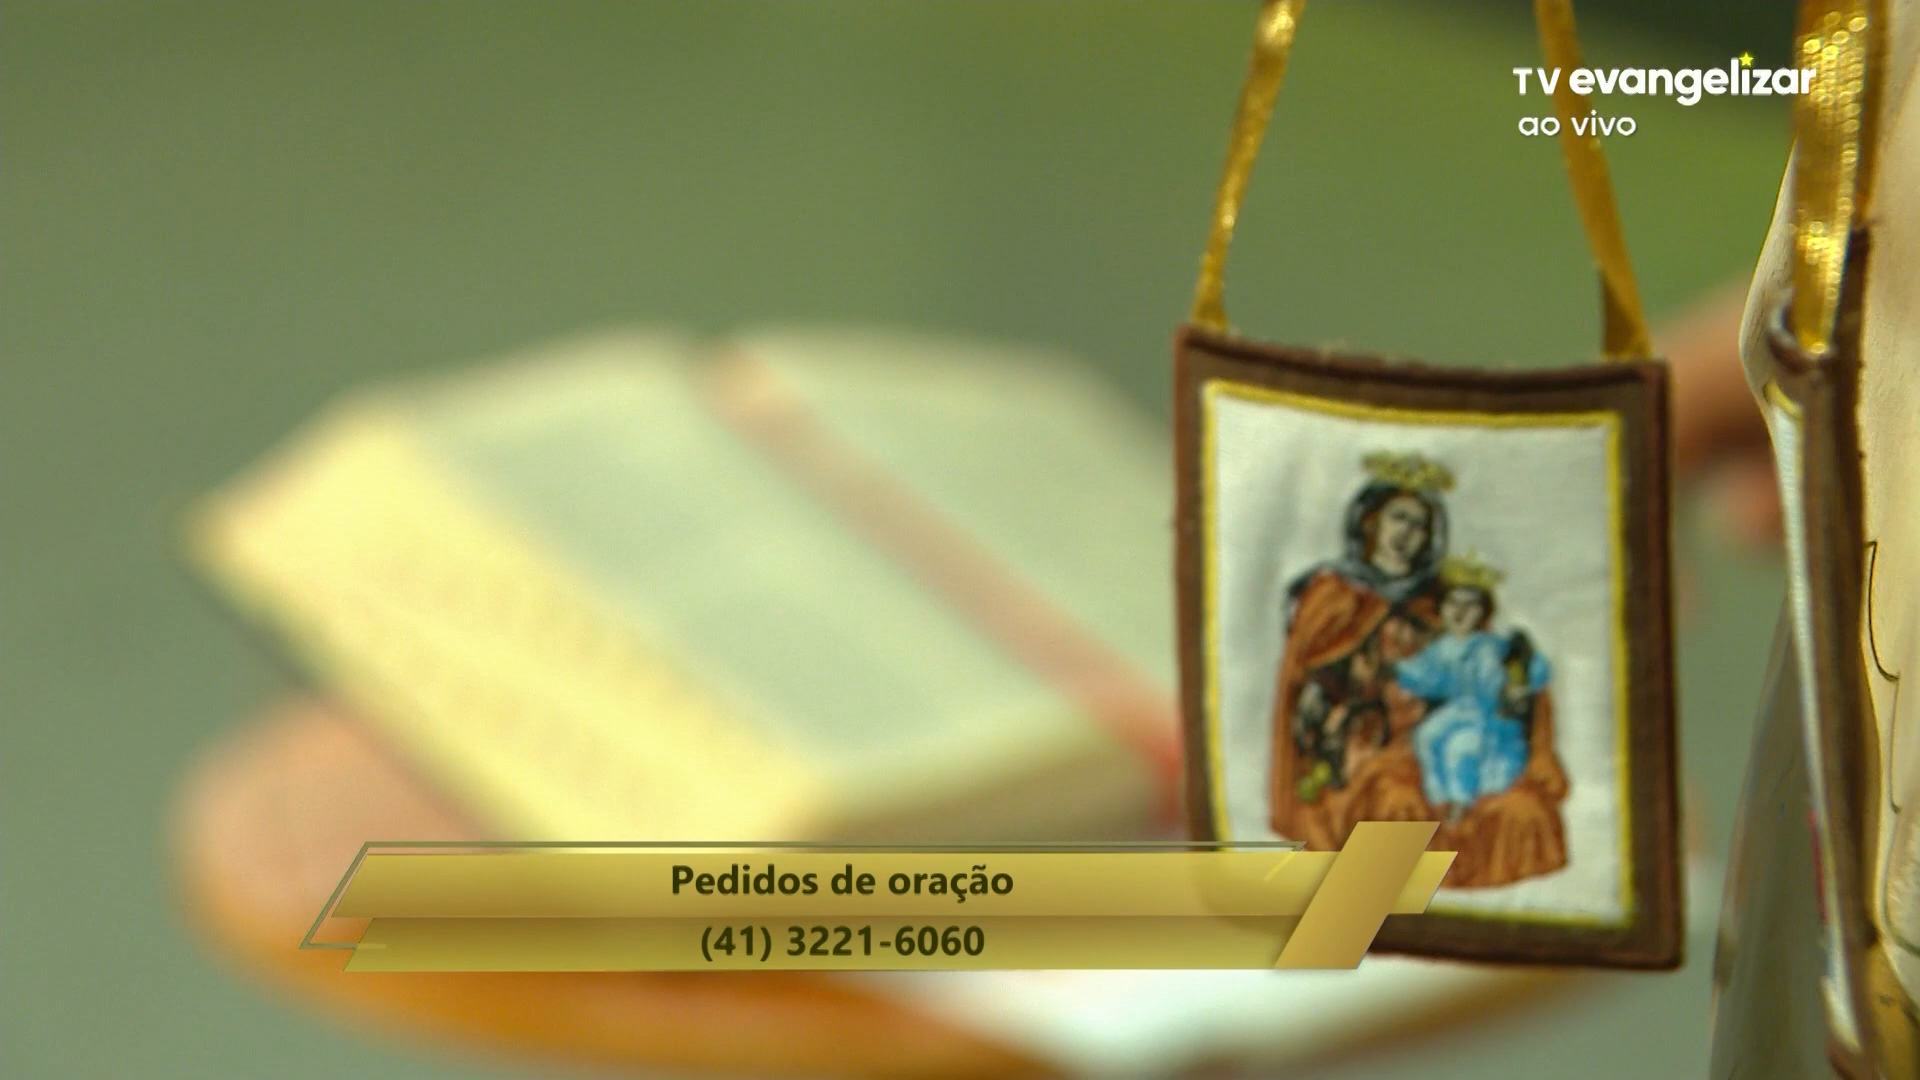 TV evangelizar
ao vivo
Pedidos de oração
(41) 3221-6060